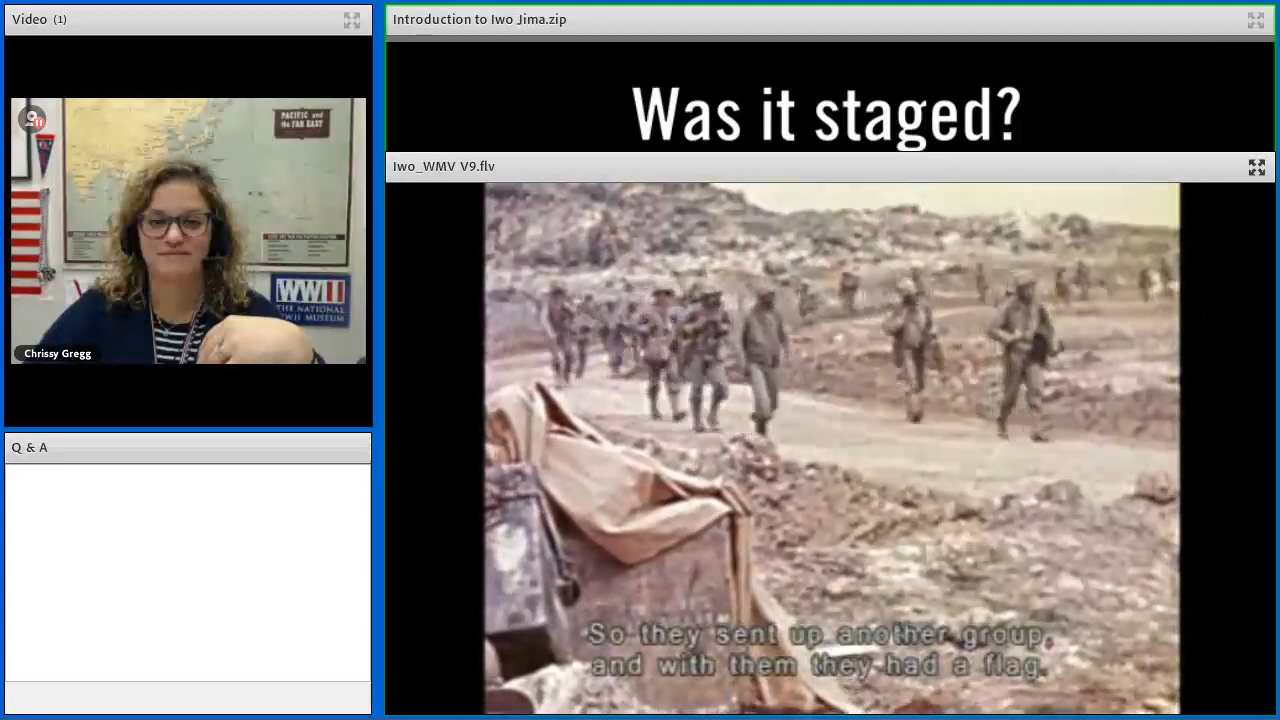 Video (1)
PACIFIC and
the FAR EAST
WWII
THE NATIONAL
WWII MUSEUM
Chrissy Gregg
Q & A
Introduction to Iwo Jima.zip
Was it staged?
Iwo_WMV V9.flv
So they sent up another group,
and with them they had a flag.